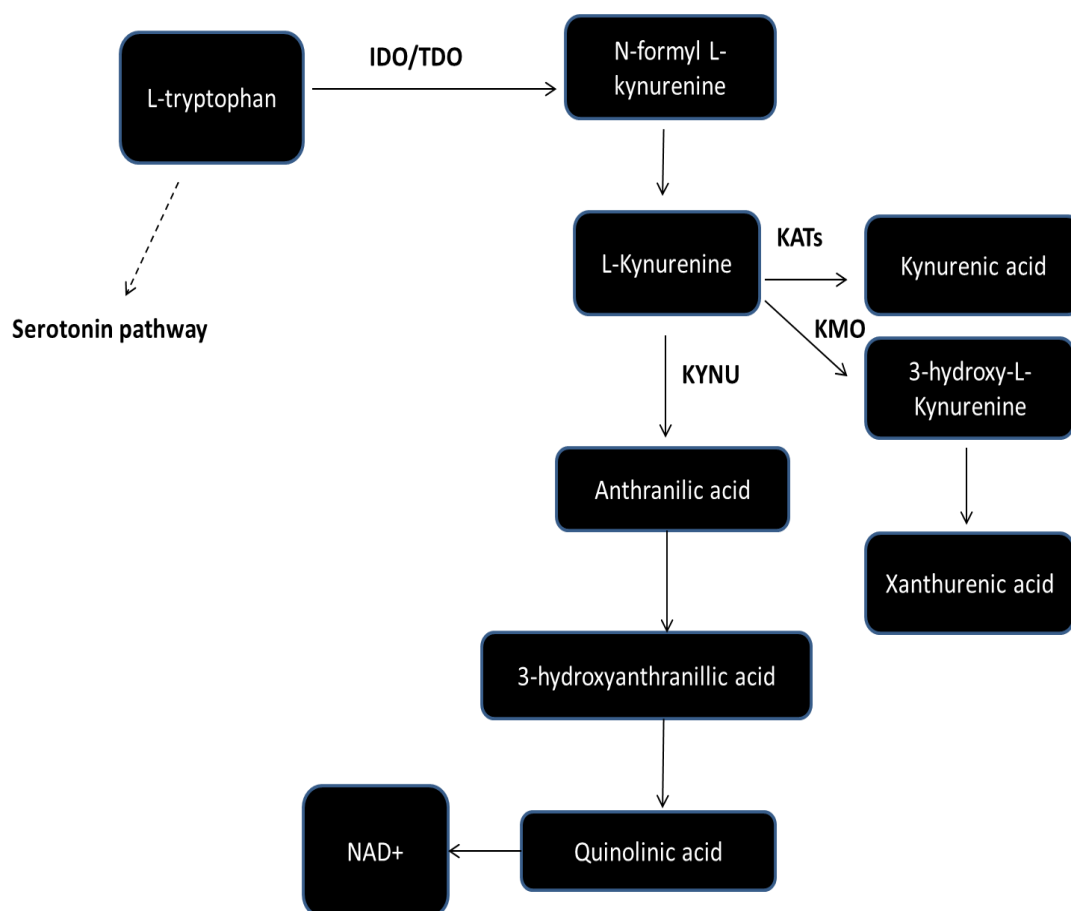 L-tryptophan
IDO/TDO
N-formyl L-
kynurenine
L-Kynurenine
KATs
Kynurenic acid
KMO
3-hydroxy-L-
Kynurenine
Serotonin pathway
KYNU
Anthranilic acid
Xanthurenic acid
3-hydroxyanthranillic acid
NAD+
Quinolinic acid